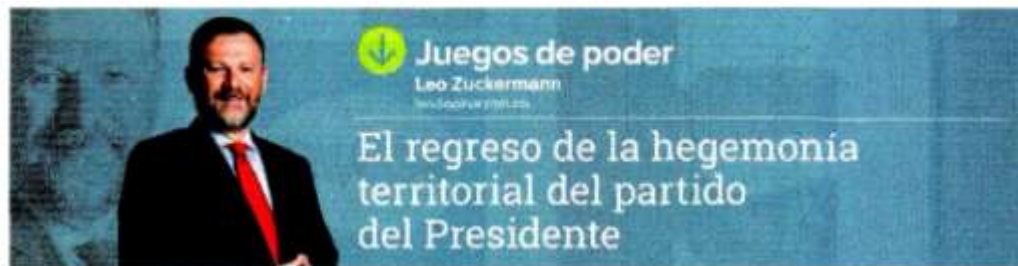 Juegos de poder
Leo Zuckermann
El regreso de la hegemonía
territorial del partido
del Presidente